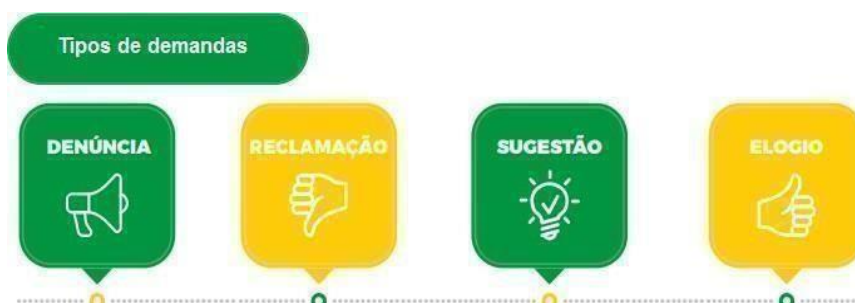 Tipos de demandas
DENÚNCIA
RECLAMAÇÃO
SUGESTÃO
ELOGIO